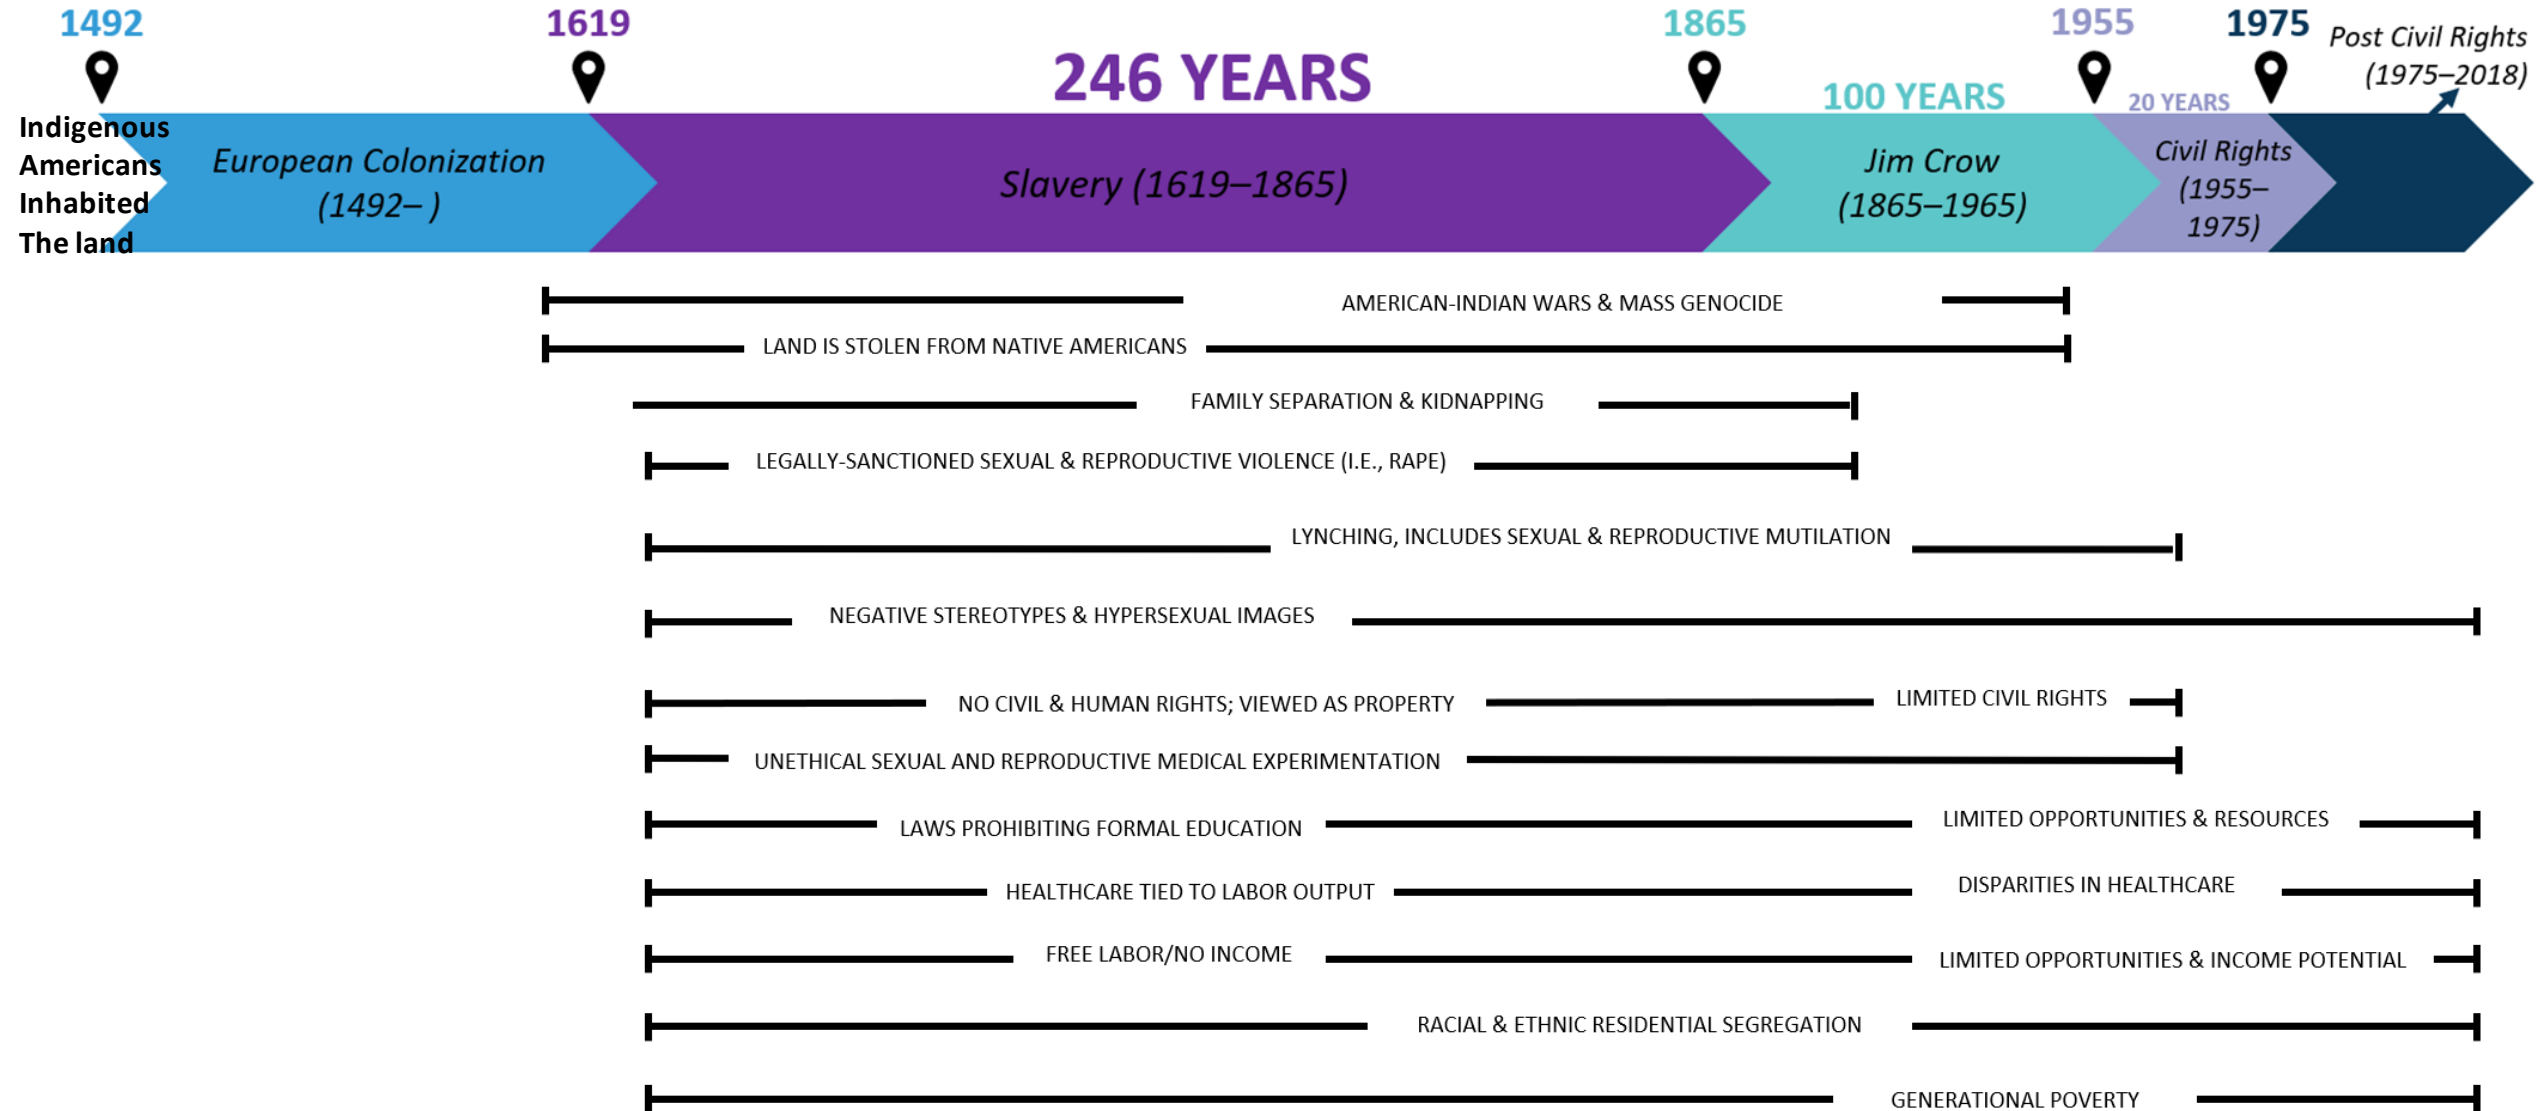 1492
1619
1865
1955
1975
Post Civil Rights
(1975–2018)
246 YEARS
100 YEARS
20 YEARS
Indigenous
Americans
Inhabited
The land
European Colonization
(1492– )
Slavery (1619–1865)
Jim Crow
(1865–1965)
Civil Rights
(1955–
1975)
AMERICAN-INDIAN WARS & MASS GENOCIDE
LAND IS STOLEN FROM NATIVE AMERICANS
FAMILY SEPARATION & KIDNAPPING
LEGALLY-SANCTIONED SEXUAL & REPRODUCTIVE VIOLENCE (I.E., RAPE)
LYNCHING, INCLUDES SEXUAL & REPRODUCTIVE MUTILATION
NEGATIVE STEREOTYPES & HYPERSEXUAL IMAGES
NO CIVIL & HUMAN RIGHTS; VIEWED AS PROPERTY
LIMITED CIVIL RIGHTS
UNETHICAL SEXUAL AND REPRODUCTIVE MEDICAL EXPERIMENTATION
LAWS PROHIBITING FORMAL EDUCATION
LIMITED OPPORTUNITIES & RESOURCES
HEALTHCARE TIED TO LABOR OUTPUT
DISPARITIES IN HEALTHCARE
FREE LABOR/NO INCOME
LIMITED OPPORTUNITIES & INCOME POTENTIAL
RACIAL & ETHNIC RESIDENTIAL SEGREGATION
GENERATIONAL POVERTY